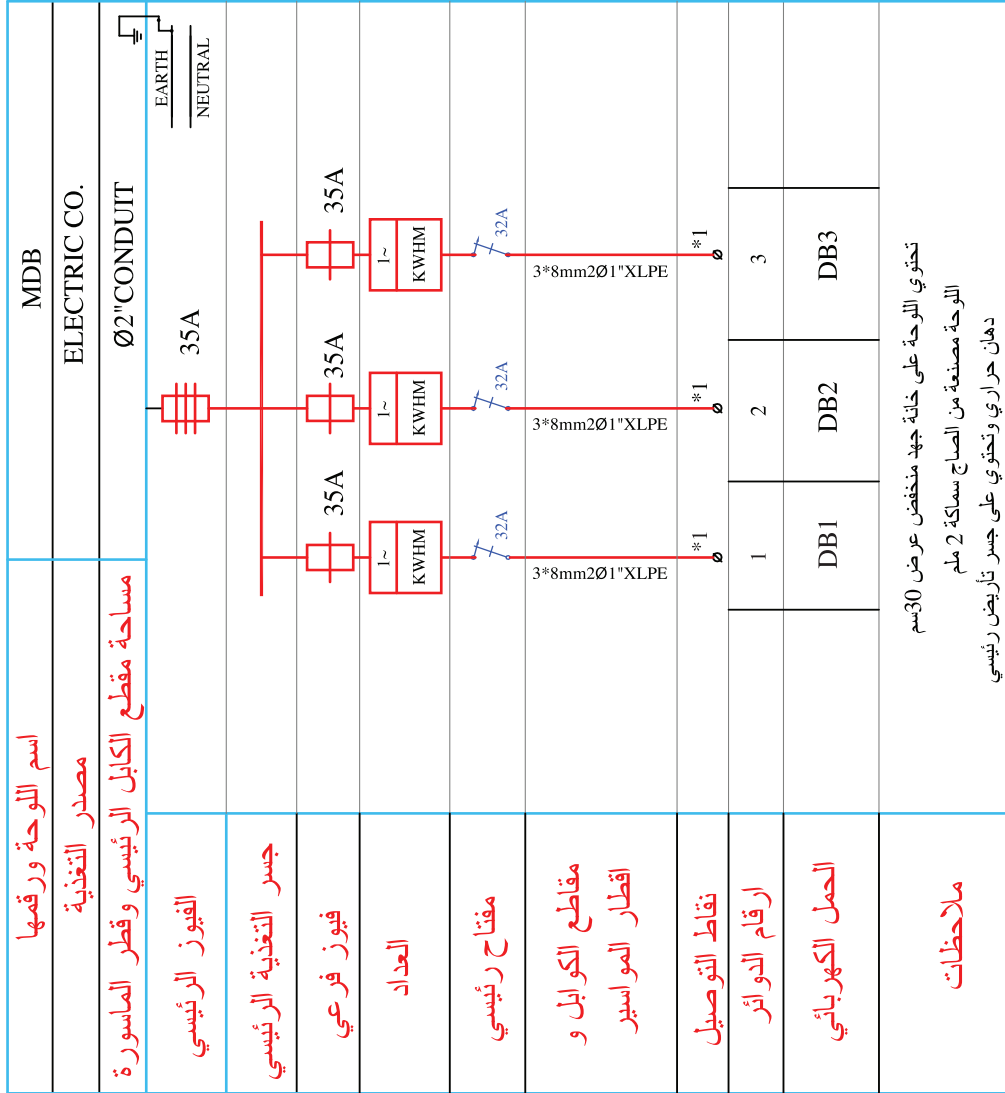 اسم اللوحة ورقمها
MDB
مصدر التغذية
ELECTRIC CO.
مساحة مقطع الكابل الرئيسي وقطر الماسورة
Ø2"CONDUIT
الفيوز الرئيسي
35A
EARTH
NEUTRAL
جسر التغذية الرئيسي
فيوز فرعي
35A
35A
35A
العداد
1~
KWHM
1~
KWHM
1~
KWHM
مفتاح رئيسي
32A
32A
32A
مقاطع الكوابل و
اقطار المواسير
3*8mm2Ø1"XLPE
3*8mm2Ø1"XLPE
3*8mm2Ø1"XLPE
نقاط التوصيل
*1
*1
*1
ارقام الدوائر
1
2
3
الحمل الكهربائي
DB1
DB2
DB3
ملاحظات
تحتوي اللوحة على خانة جهد منخفض عرض 30سم
اللوحة مصنعة من الصاج سماكة 2 ملم
دهان حراري وتحتوي على جسر تأريض رئيسي